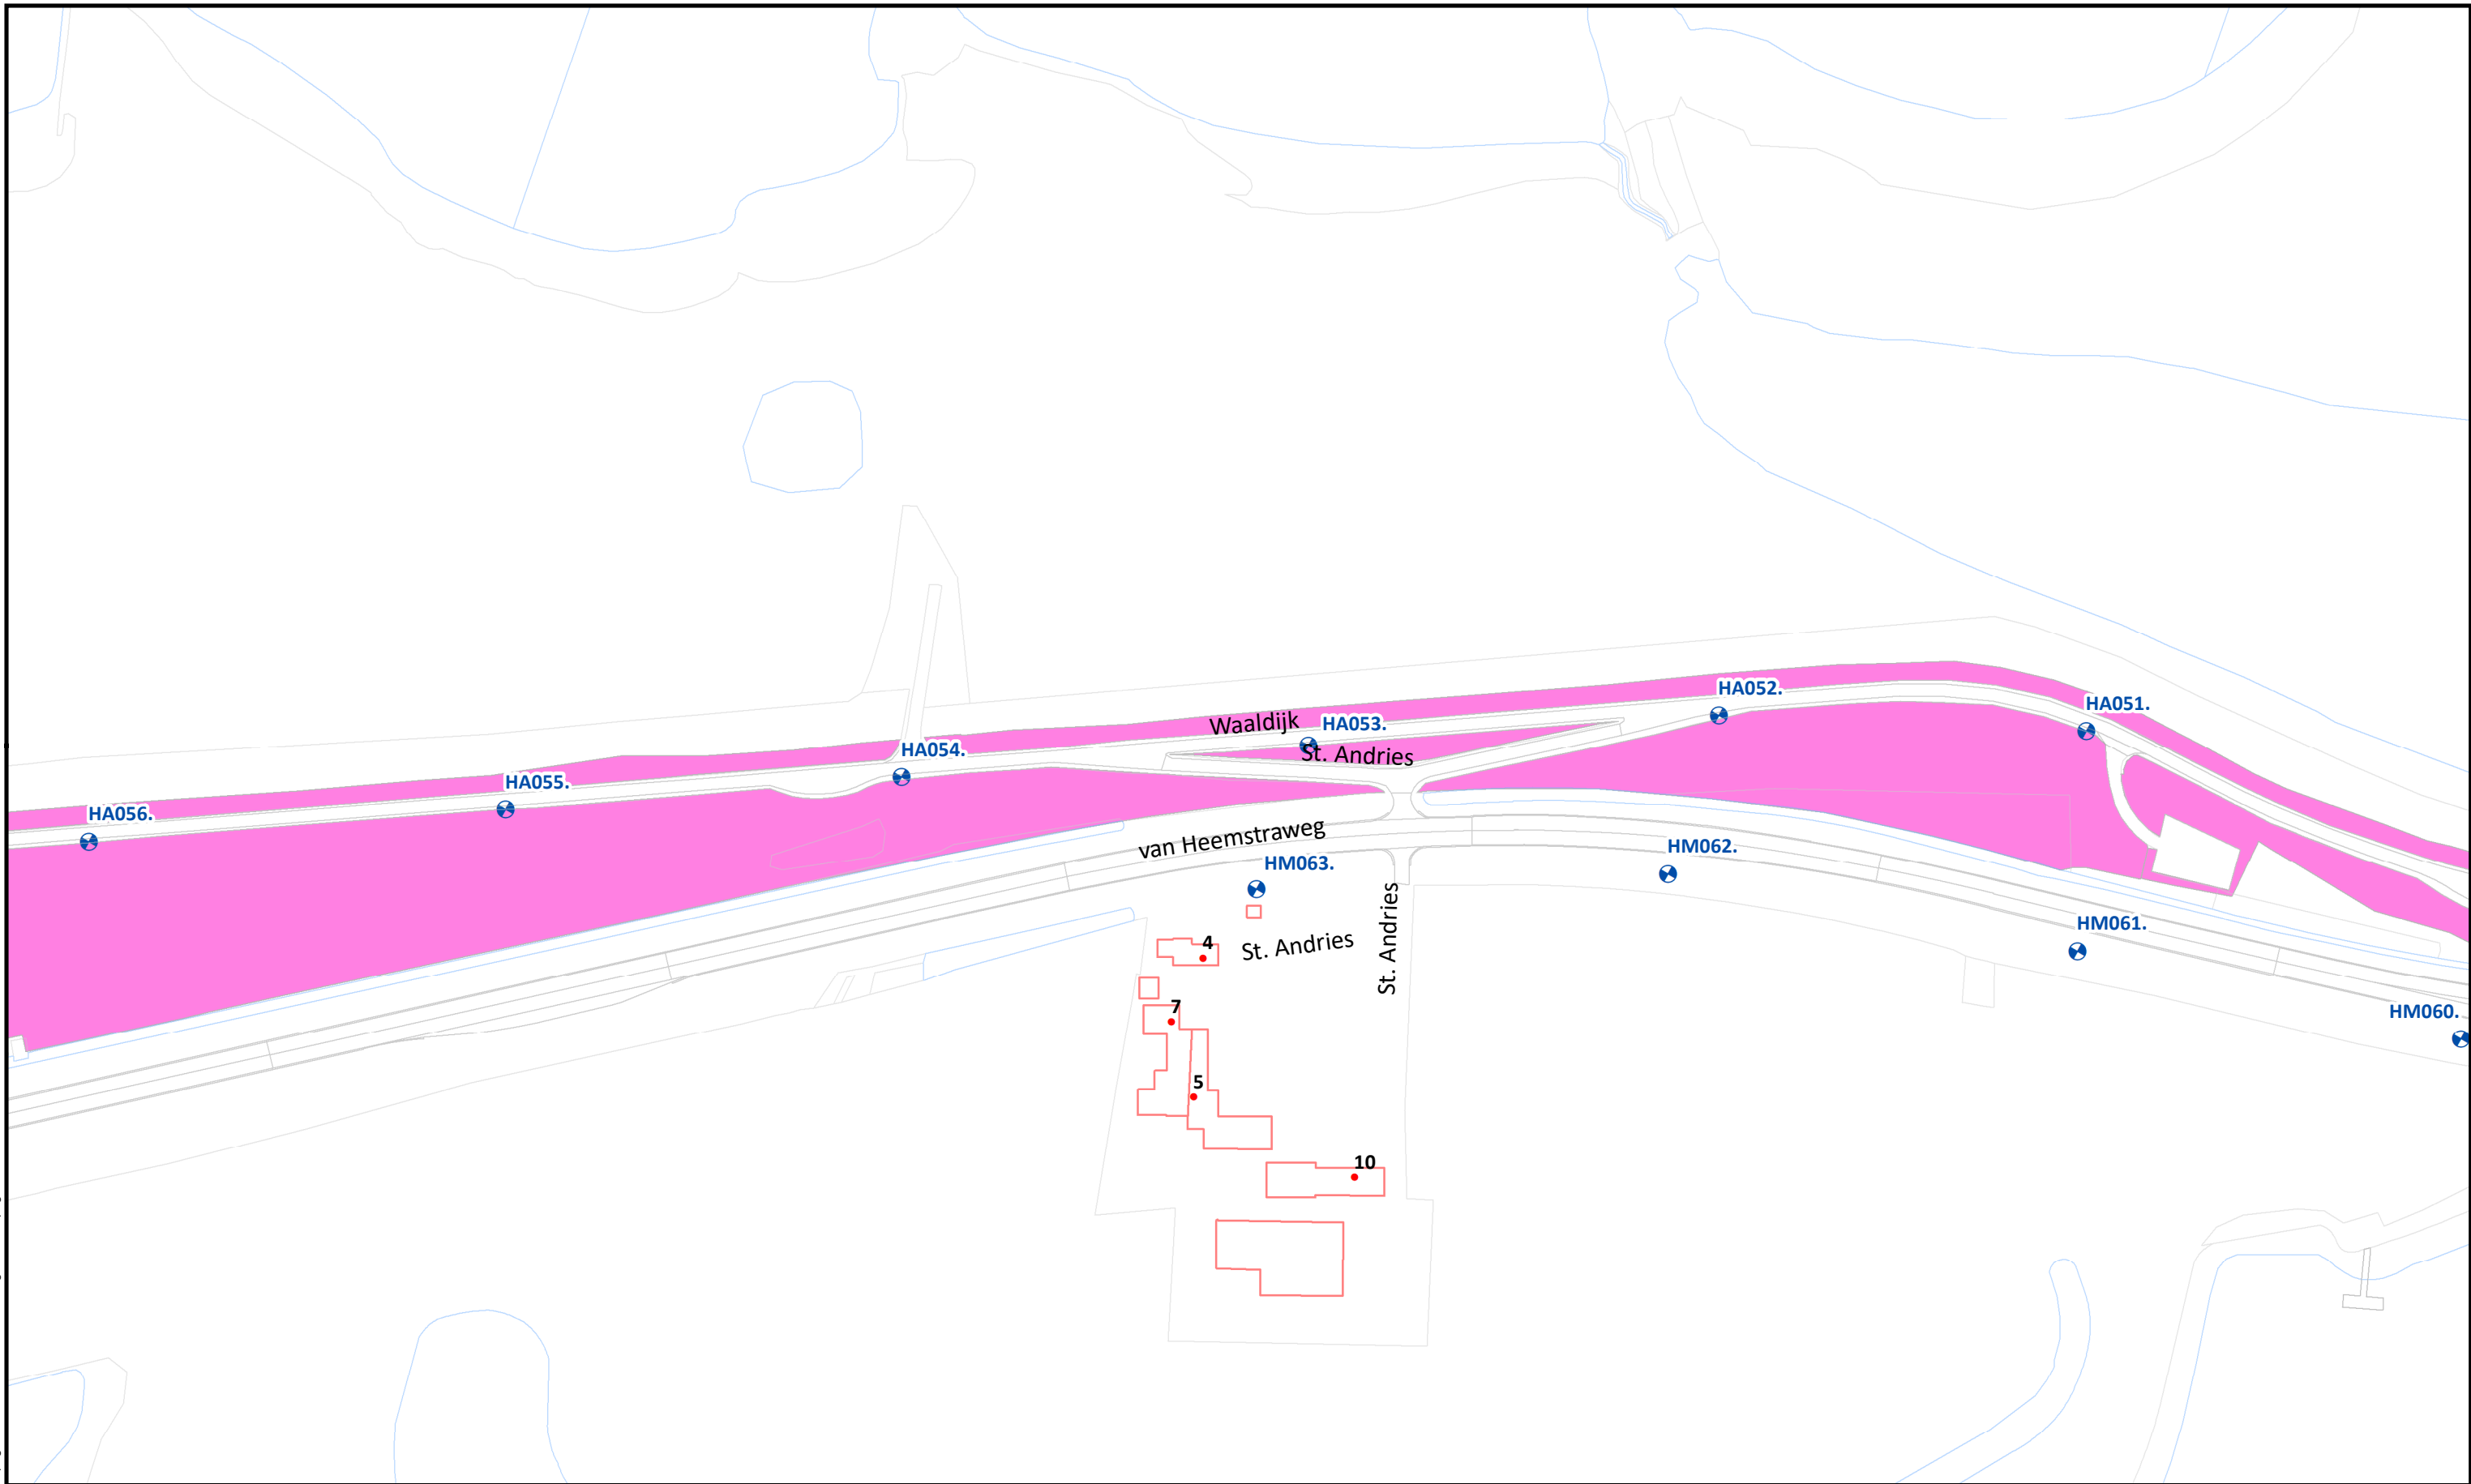 HA052.
HA051.
Waaldijk
HA053.
HA054.
St. Andries
HA055.
HA056.
van Heemstraweg
HM063.
HM062.
St. Andries
HM061.
4
St. Andries
7
HM060.
5
10